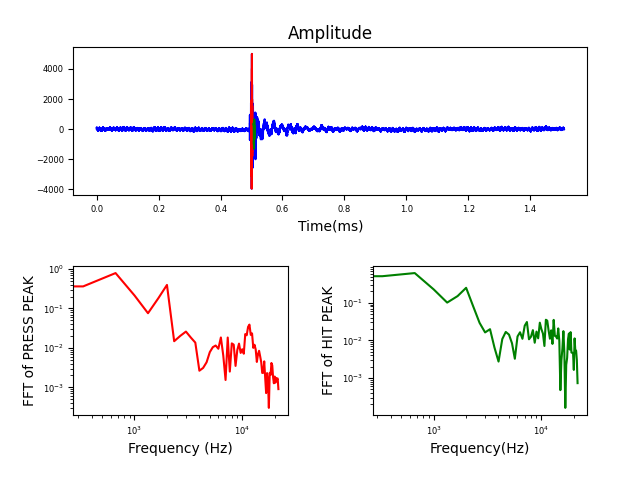 Amplitude
4000
2000
0
−2000
−4000
0.0 0.2 0.4 0.6 0.8 1.0 1.2 1.4
Time(ms)
FFT of PRESS PEAK
10⁰
10⁻¹
10⁻²
10⁻³
10³ 10⁴
Frequency (Hz)
FFT of HIT PEAK
10⁻¹
10⁻²
10⁻³
10³ 10⁴
Frequency(Hz)